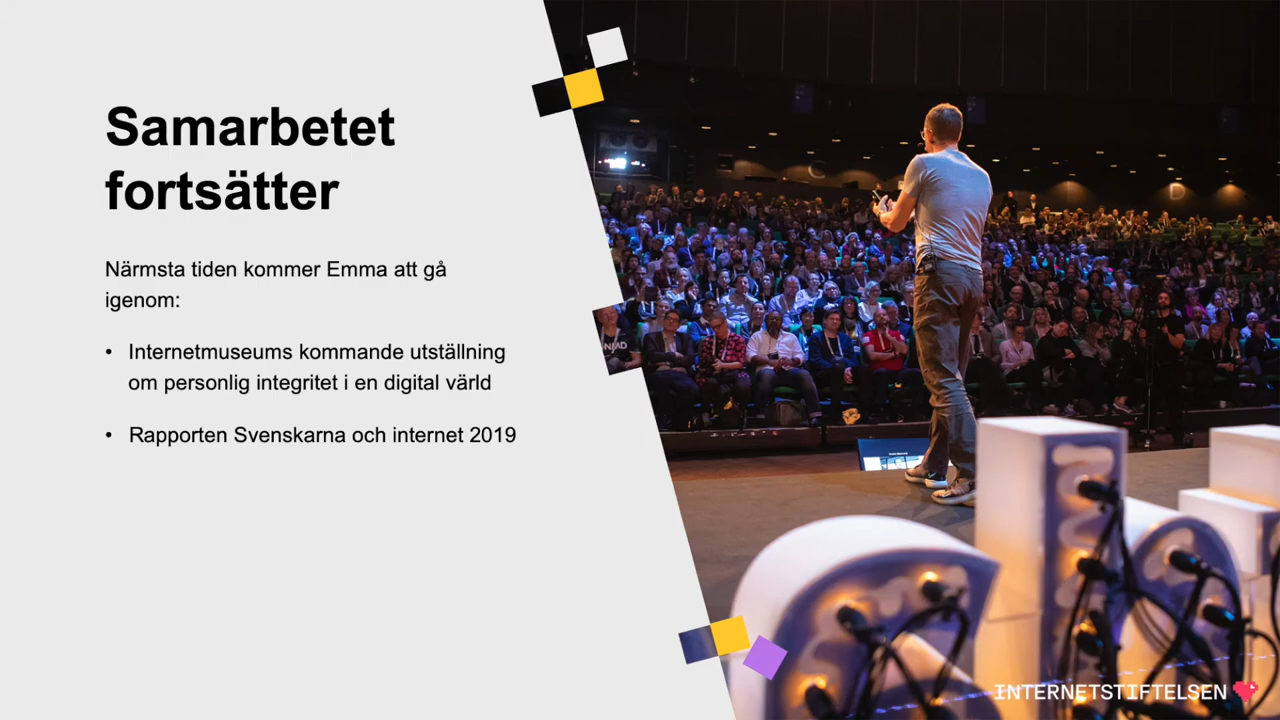 Samarbetet
fortsätter
Närmsta tiden kommer Emma att gå
igenom:
• Internetmuseums kommande utställning
om personlig integritet i en digital värld
• Rapporten Svenskarna och internet 2019
C
D
INTERNETSTIFTELSEN